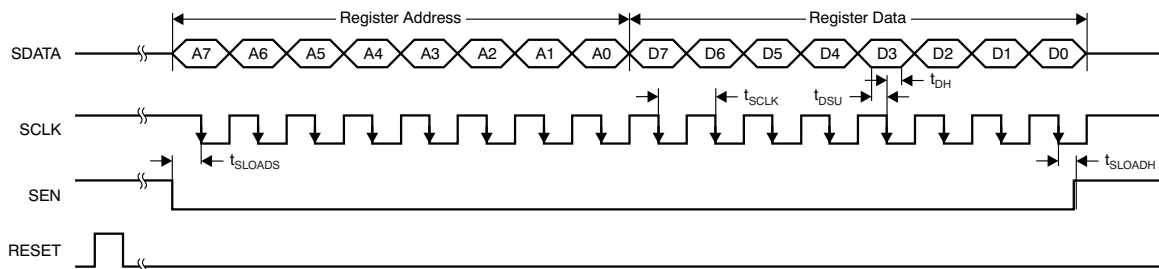 Register Address Register Data
SDATA A7 A6 A5 A4 A3 A2 A1 A0 D7 D6 D5 D4 D3 D2 D1 D0
tSCLK tDSU tDH
SCLK
tSLOADS tSLOADH
SEN
RESET